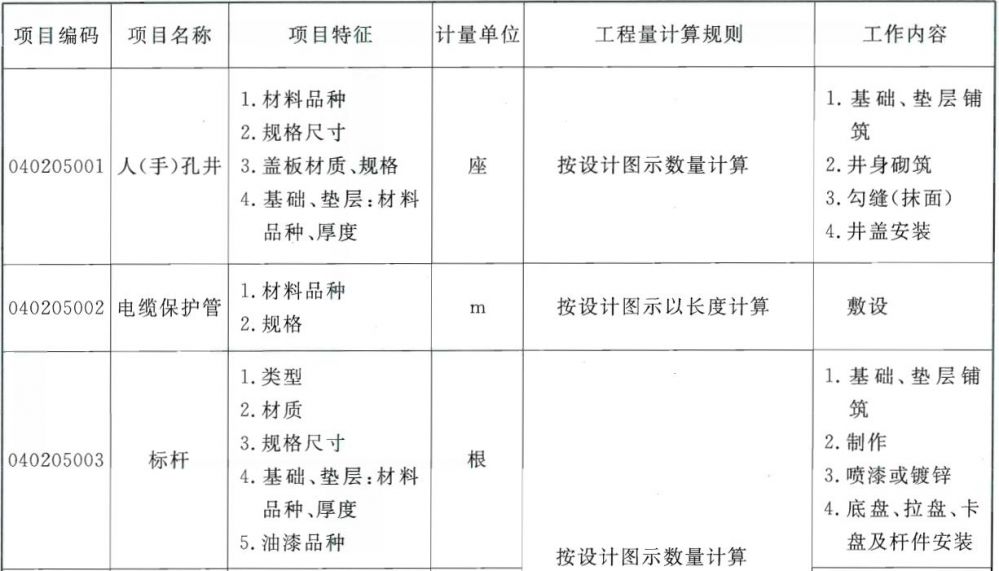 项目编码 项目名称 项目特征 计量单位 工程量计算规则 工作内容
040205001 人(手)孔井
1.材料品种
2.规格尺寸
3.盖板材质、规格
4.基础、垫层:材料
品种、厚度
座
按设计图示数量计算
1.基础、垫层铺
筑
2.井身砌筑
3.勾缝(抹面)
4.井盖安装
040205002 电缆保护管
1.材料品种
2.规格
m
按设计图示以长度计算
敷设
040205003 标杆
1.类型
2.材质
3.规格尺寸
4.基础、垫层:材料
品种、厚度
5.油漆品种
根
按设计图示数量计算
1.基础、垫层铺
筑
2.制作
3.喷漆或镀锌
4.底盘、拉盘、卡
盘及杆件安装